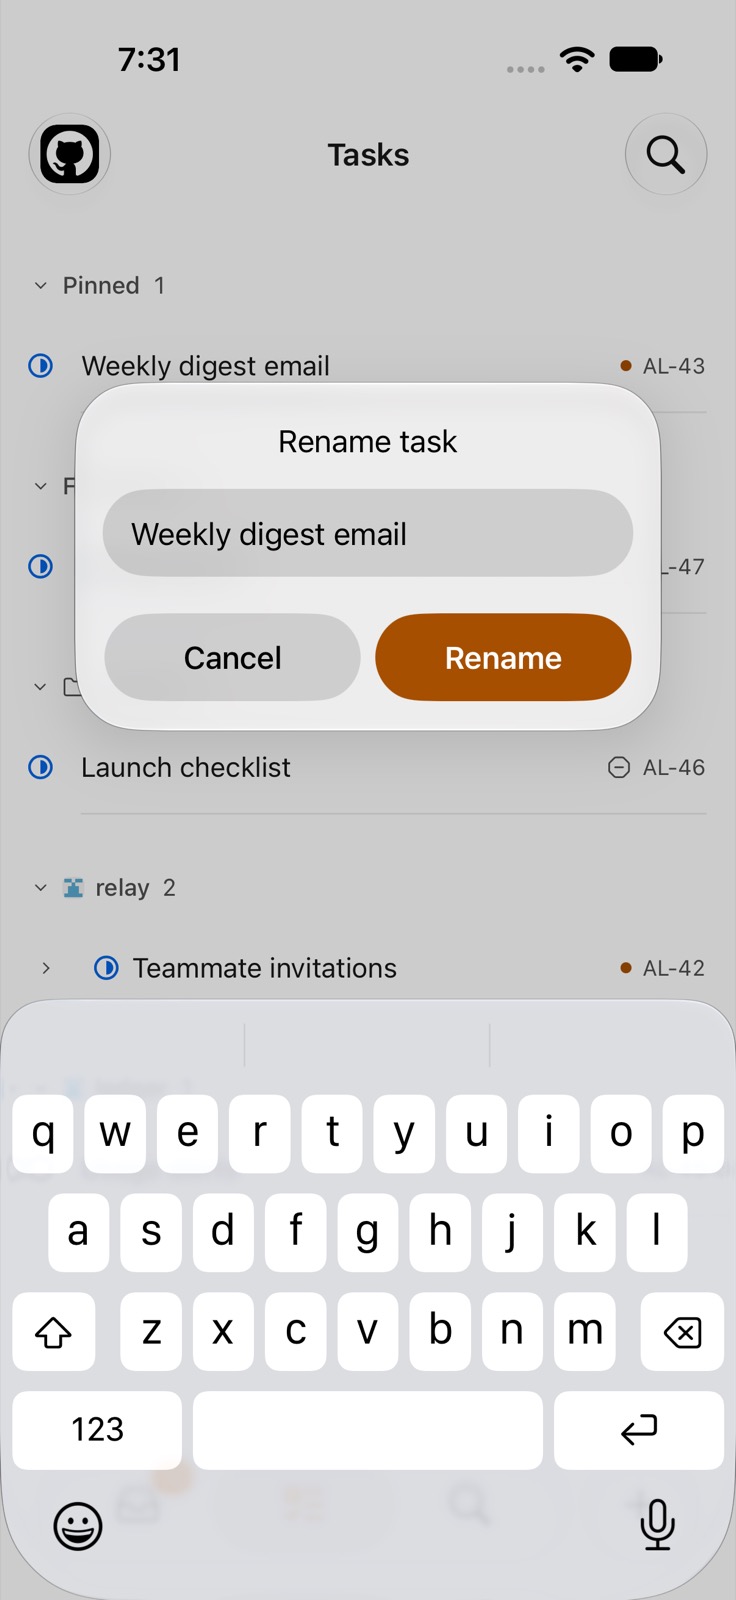 7:31
Tasks
Pinned 1
Weekly digest email AL-43
Rename task
F
Weekly digest email
L-47
Cancel Rename
Launch checklist AL-46
relay 2
Teammate invitations AL-42
q w e r t y u i o p
a s d f g h j k l
z x c v b n m
123